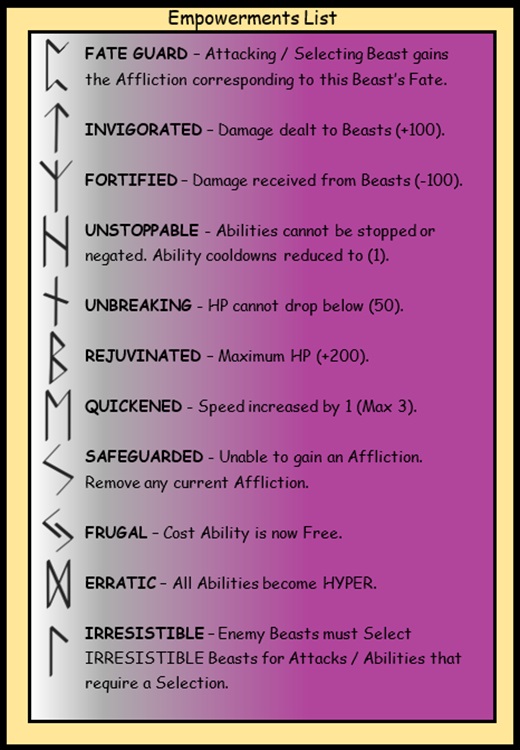 Empowerments List
FATE GUARD – Attacking / Selecting Beast gains
the Affliction corresponding to this Beast's Fate.
INVIGORATED – Damage dealt to Beasts (+100).
FORTIFIED – Damage received from Beasts (-100).
UNSTOPPABLE - Abilities cannot be stopped or
negated. Ability cooldowns reduced to (1).
UNBREAKING - HP cannot drop below (50).
REJUVINATED – Maximum HP (+200).
QUICKENED - Speed increased by 1 (Max 3).
SAFEGUARDED - Unable to gain an Affliction.
Remove any current Affliction.
FRUGAL – Cost Ability is now Free.
ERRATIC – All Abilities become HYPER.
IRRESISTIBLE – Enemy Beasts must Select
IRRESISTIBLE Beasts for Attacks / Abilities that
require a Selection.